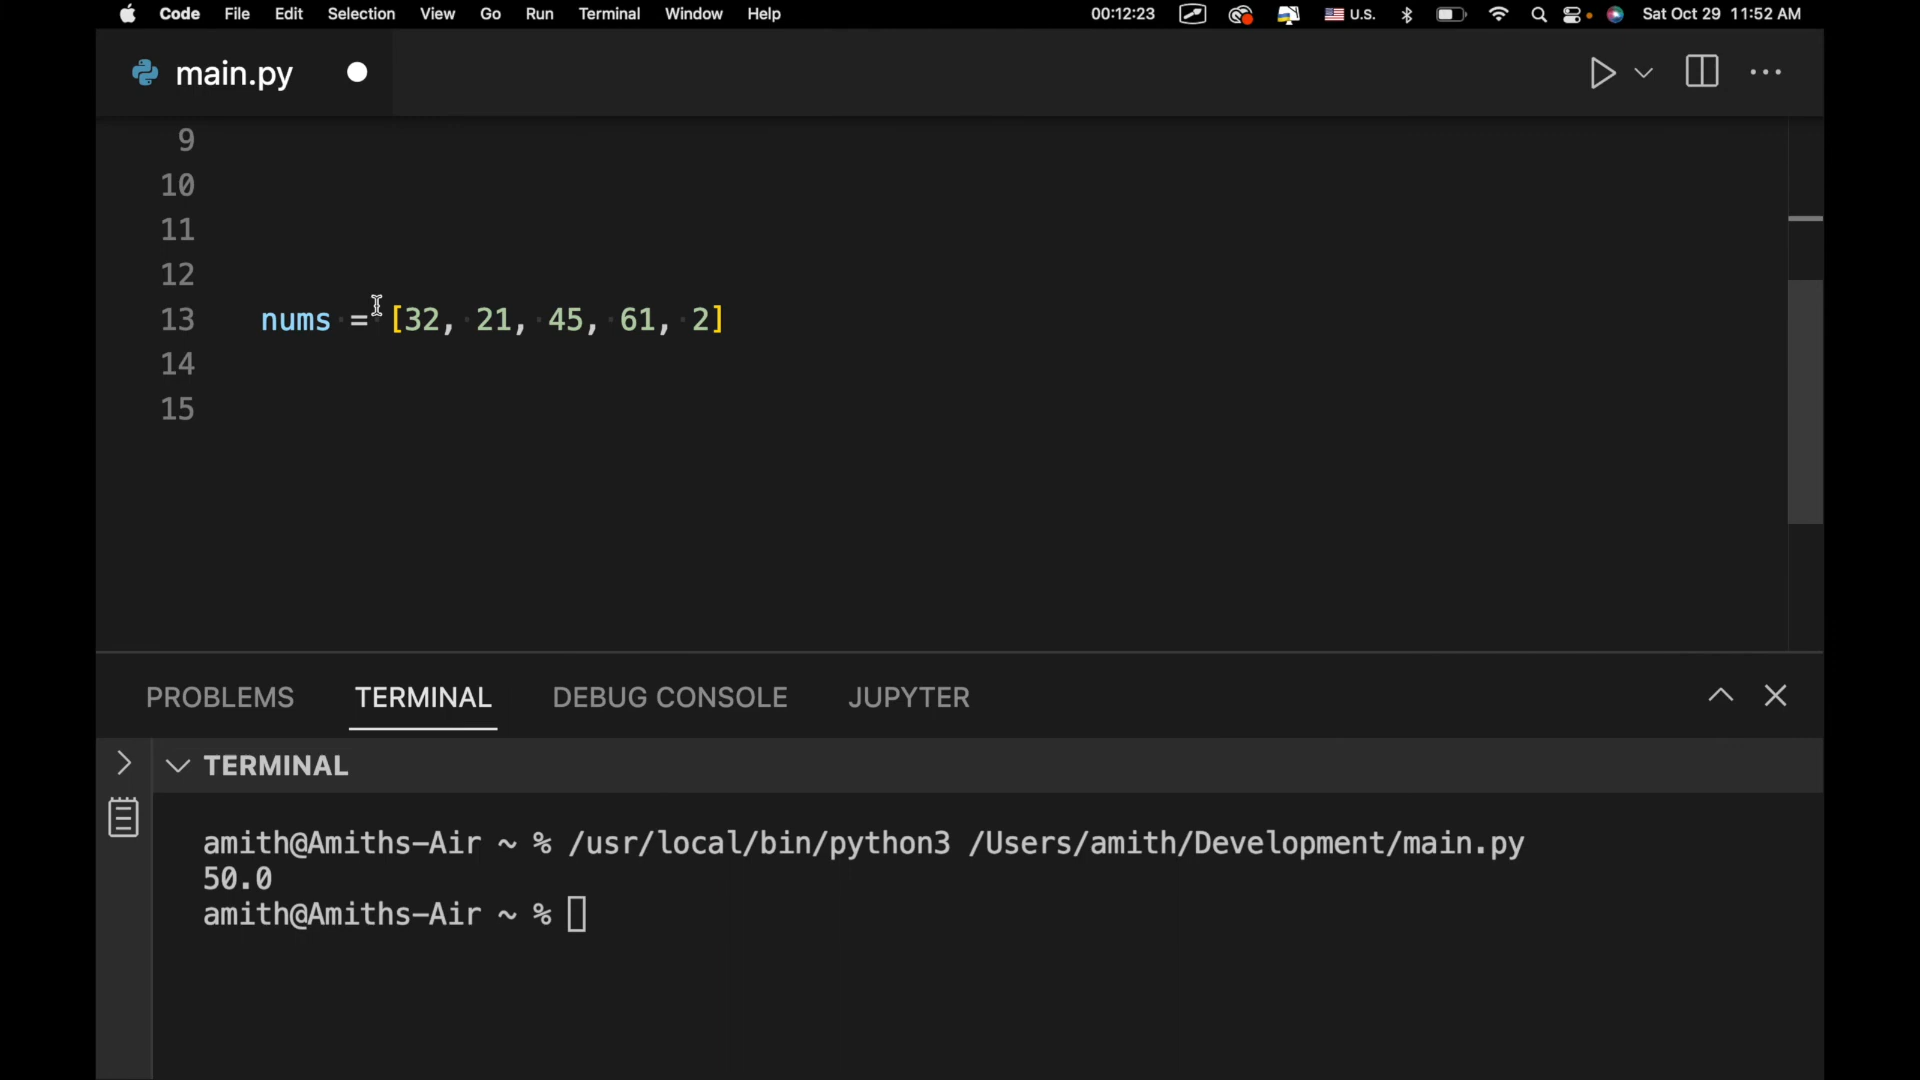 Code File Edit Selection View Go Run Terminal Window Help 00:12:23 U.S. Sat Oct 29 11:52 AM
main.py
9
10
11
12
13 nums = [32, 21, 45, 61, 2]
14
15
PROBLEMS TERMINAL DEBUG CONSOLE JUPYTER
TERMINAL
amith@Amiths-Air ~ % /usr/local/bin/python3 /Users/amith/Development/main.py
50.0
amith@Amiths-Air ~ %